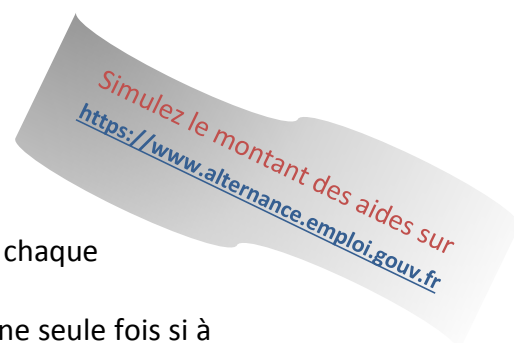 Simulez le montant des aides sur
https://www.alternance.emploi.gouv.fr
chaque
ne seule fois si à